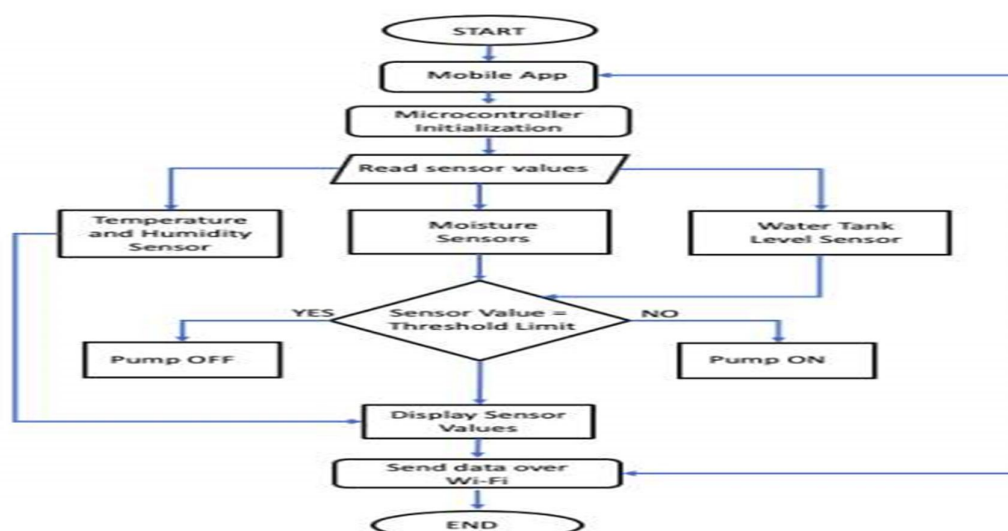 START
Mobile App
Microcontroller
Initialization
Read sensor values
Temperature
and Humidity
Sensor
Moisture
Sensors
Water Tank
Level Sensor
YES
Sensor Value =
Threshold Limit
NO
Pump OFF
Pump ON
Display Sensor
Values
Send data over
Wi-Fi
END